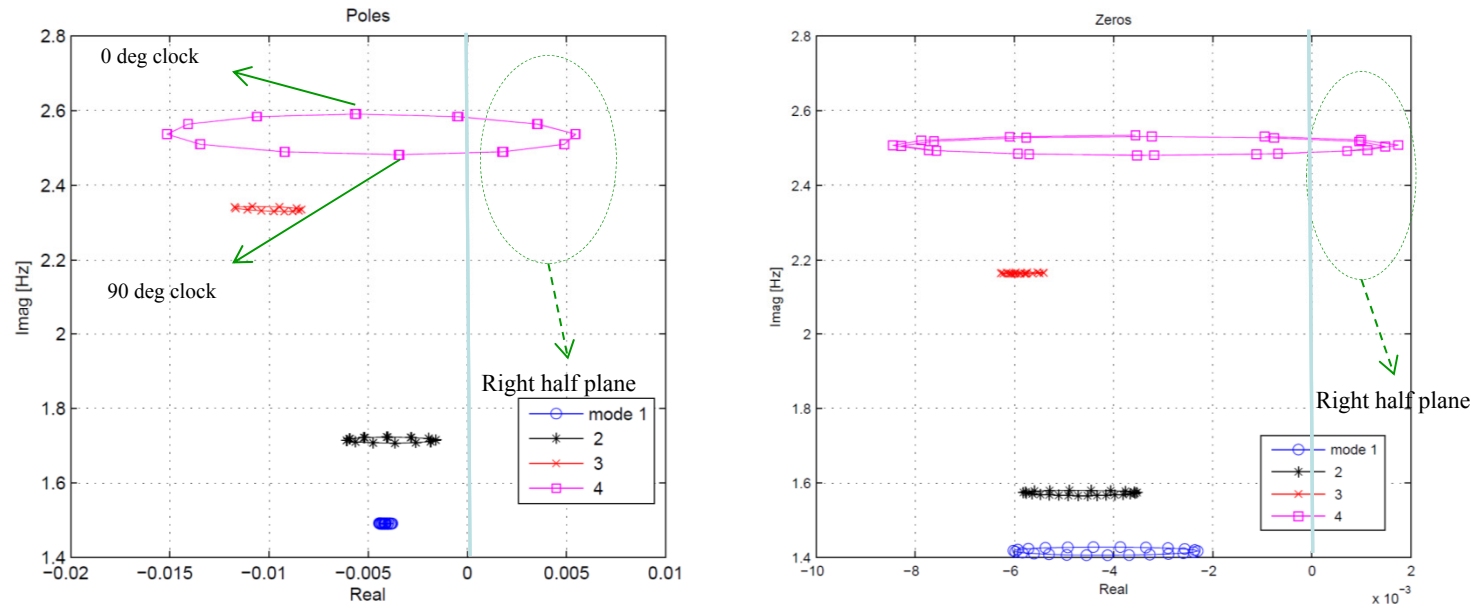 Poles
2.8
2.6
2.4
2.2
2
1.8
1.6
1.4
Imag [Hz]
0 deg clock
90 deg clock
Right half plane
mode 1
2
3
4
−0.02
−0.015
−0.01
−0.005
0
0.005
0.01
Real
Zeros
2.8
2.6
2.4
2.2
2
1.8
1.6
1.4
Imag [Hz]
Right half plane
mode 1
2
3
4
−10
−8
−6
−4
−2
0
2
Real
x 10⁻³